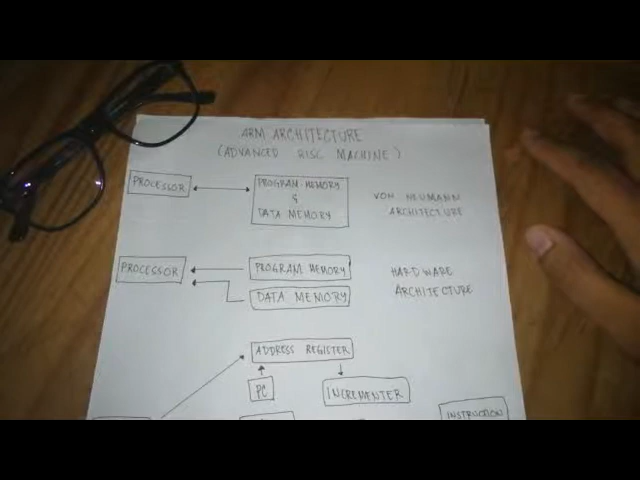 ARM ARCHITECTURE
(ADVANCED RISC MACHINE)
PROCESSOR
PROGRAM MEMORY
&
DATA MEMORY
VON NEUMANN
ARCHITECTURE
PROCESSOR
PROGRAM MEMORY
DATA MEMORY
HARDWARE
ARCHITECTURE
ADDRESS REGISTER
PC
INCREMENTER
INSTRUCTION